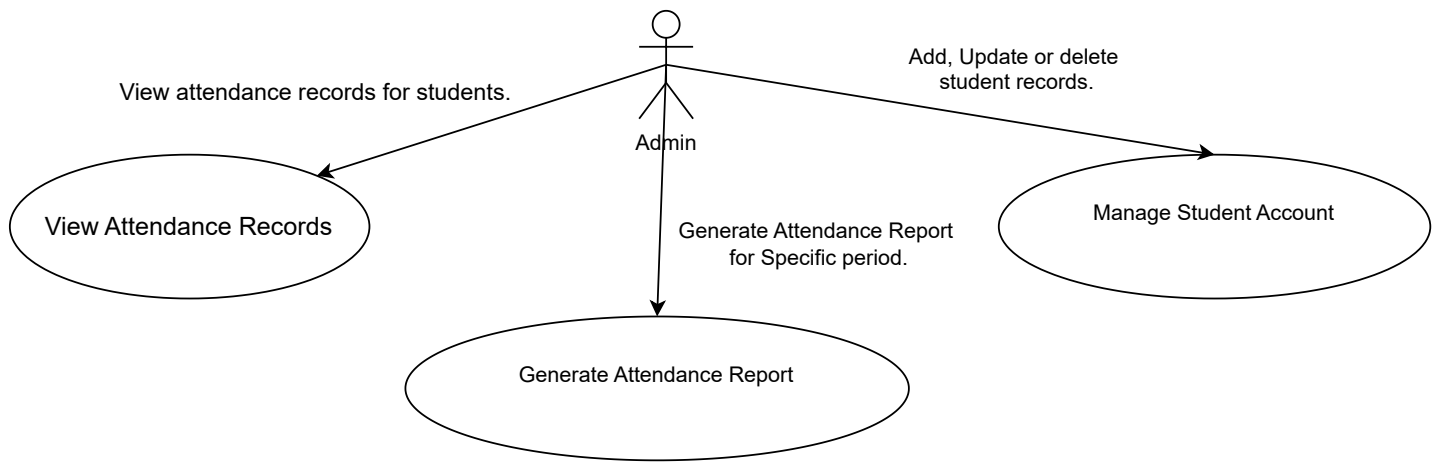 Add, Update or delete
student records.
View attendance records for students.
Admin
View Attendance Records
Manage Student Account
Generate Attendance Report
for Specific period.
Generate Attendance Report